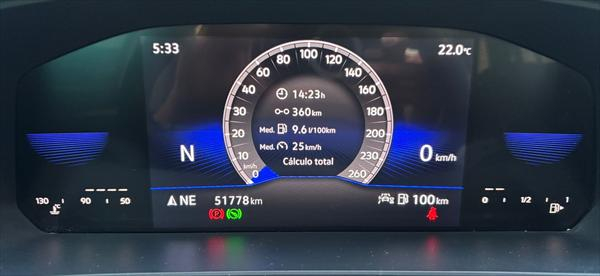 5:33
22.0°C
0 10 20 30 40 60 80 100 120 140 160 180 200 220 240 260
km/h
14:23h
360km
Med. 9.6 l/100km
Med. 25km/h
Cálculo total
N
0 km/h
130 90 50
NE
51778km
100km
0 1/2 1
P